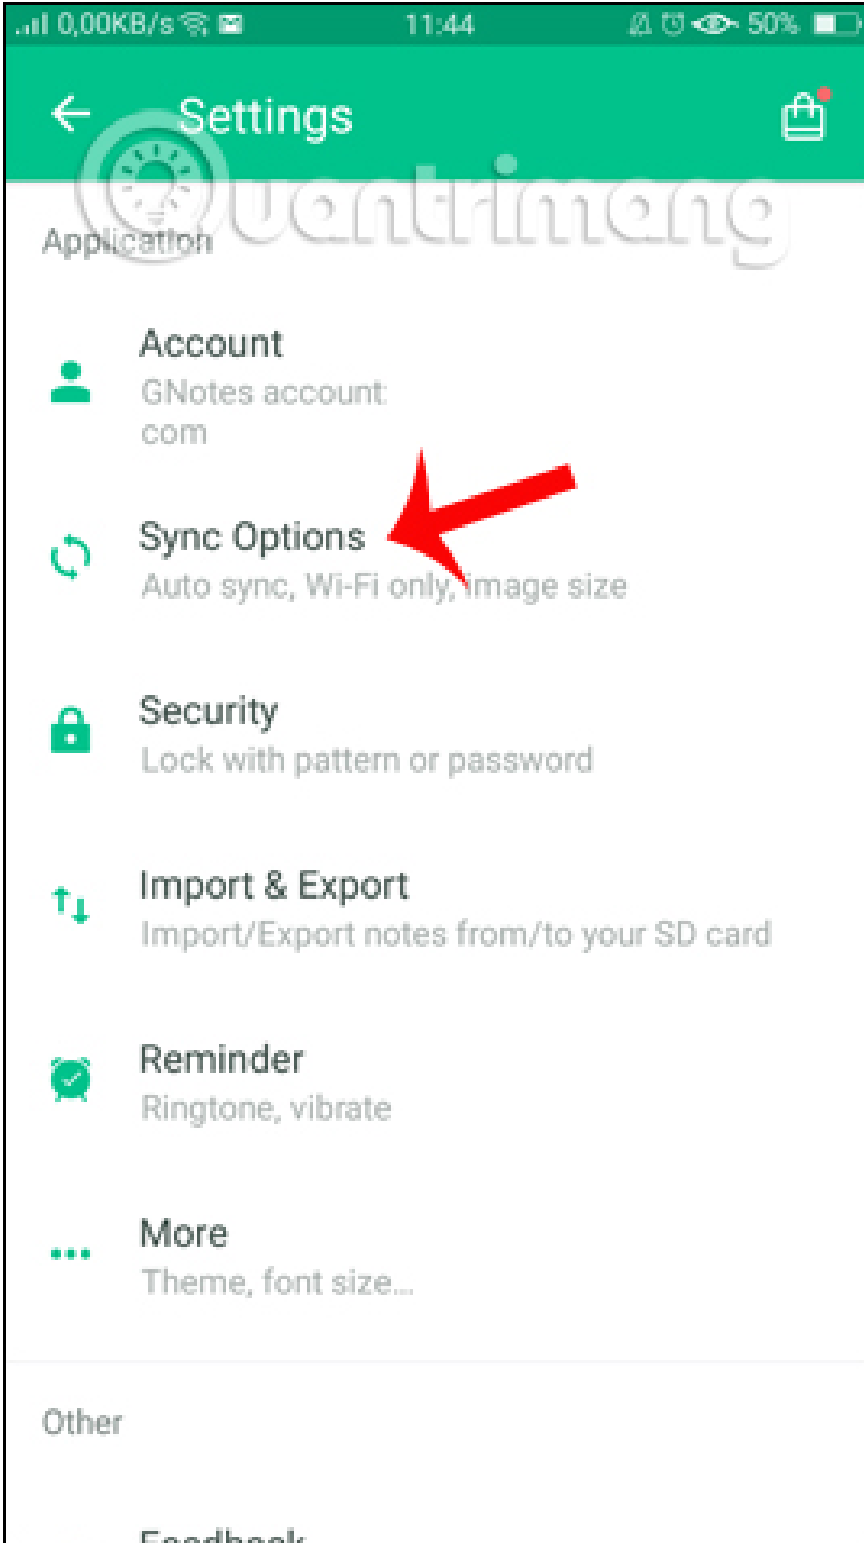 0,00KB/s 11:44 50%
Settings
Quantrimang
Application
Account
GNotes account:
com
Sync Options
Auto sync, Wi-Fi only, image size
Security
Lock with pattern or password
Import & Export
Import/Export notes from/to your SD card
Reminder
Ringtone, vibrate
More
Theme, font size...
Other
Feedback